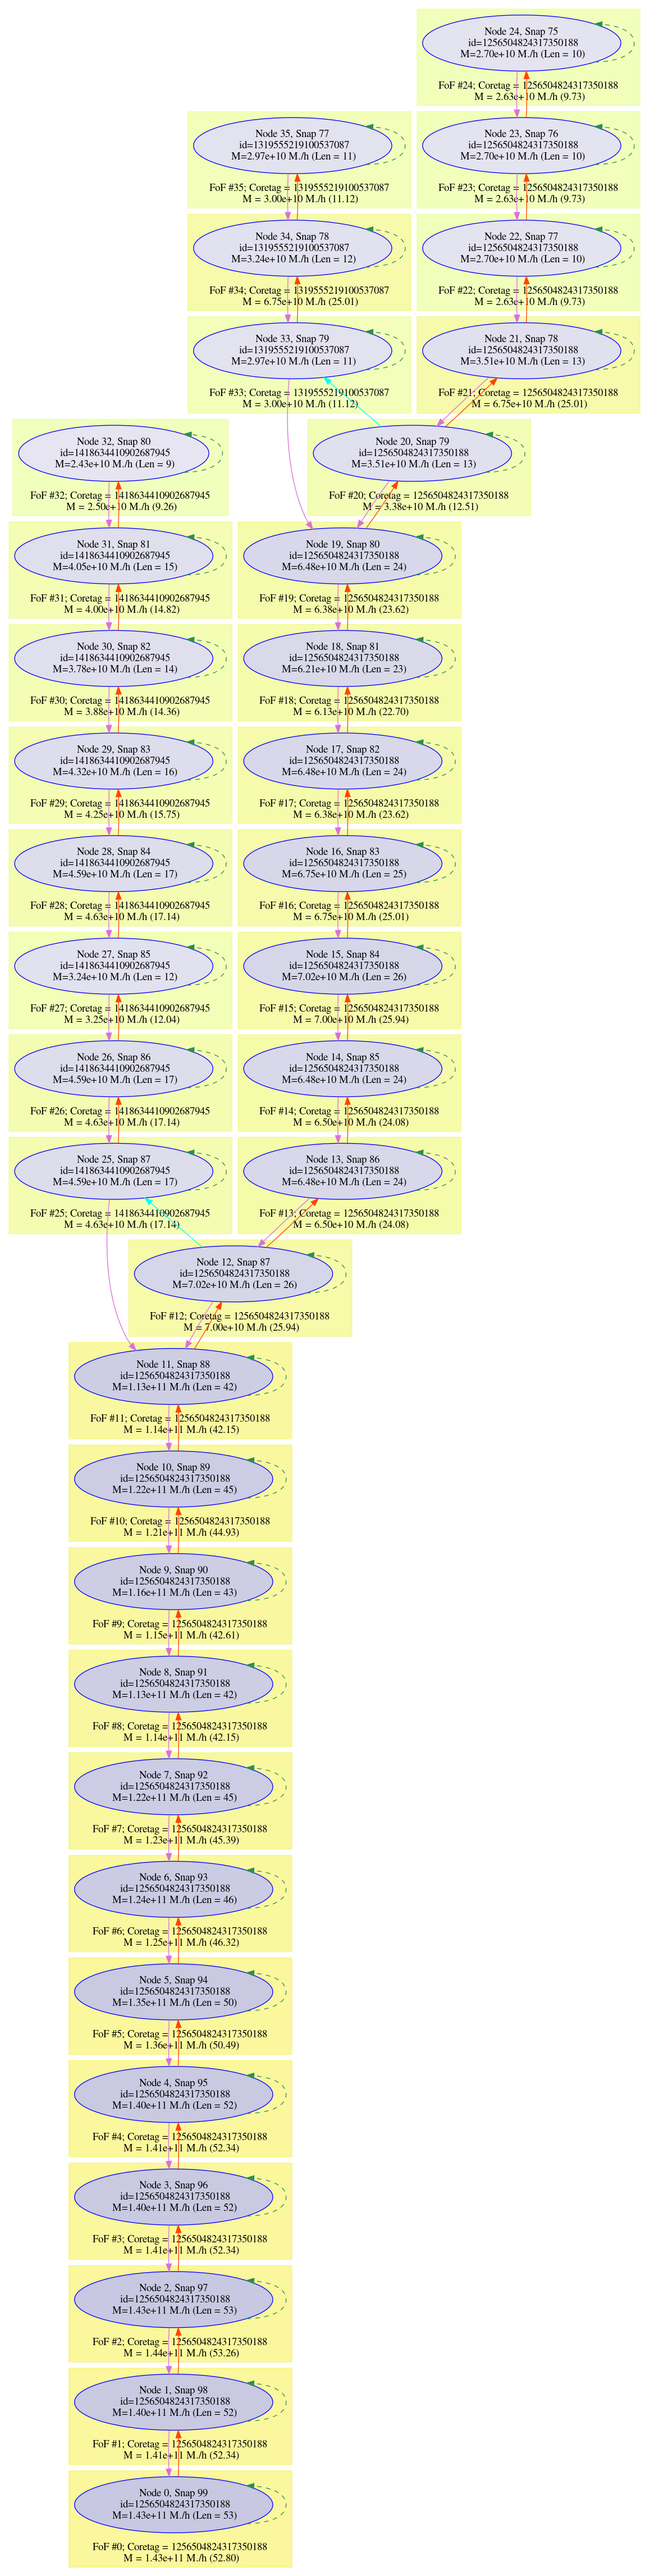 Node 24, Snap 75
id=1256504824317350188
M=2.70e+10 M./h (Len = 10)
FoF #24; Coretag = 1256504824317350188
M = 2.63e+10 M./h (9.73)
Node 35, Snap 77
id=1319555219100537087
M=2.97e+10 M./h (Len = 11)
FoF #35; Coretag = 1319555219100537087
M = 3.00e+10 M./h (11.12)
Node 23, Snap 76
id=1256504824317350188
M=2.70e+10 M./h (Len = 10)
FoF #23; Coretag = 1256504824317350188
M = 2.63e+10 M./h (9.73)
Node 34, Snap 78
id=1319555219100537087
M=3.24e+10 M./h (Len = 12)
FoF #34; Coretag = 1319555219100537087
M = 6.75e+10 M./h (25.01)
Node 22, Snap 77
id=1256504824317350188
M=2.70e+10 M./h (Len = 10)
FoF #22; Coretag = 1256504824317350188
M = 2.63e+10 M./h (9.73)
Node 33, Snap 79
id=1319555219100537087
M=2.97e+10 M./h (Len = 11)
FoF #33; Coretag = 1319555219100537087
M = 3.00e+10 M./h (11.12)
Node 21, Snap 78
id=1256504824317350188
M=3.51e+10 M./h (Len = 13)
FoF #21; Coretag = 1256504824317350188
M = 6.75e+10 M./h (25.01)
Node 32, Snap 80
id=1418634410902687945
M=2.43e+10 M./h (Len = 9)
FoF #32; Coretag = 1418634410902687945
M = 2.50e+10 M./h (9.26)
Node 20, Snap 79
id=1256504824317350188
M=3.51e+10 M./h (Len = 13)
FoF #20; Coretag = 1256504824317350188
M = 3.38e+10 M./h (12.51)
Node 31, Snap 81
id=1418634410902687945
M=4.05e+10 M./h (Len = 15)
FoF #31; Coretag = 1418634410902687945
M = 4.00e+10 M./h (14.82)
Node 19, Snap 80
id=1256504824317350188
M=6.48e+10 M./h (Len = 24)
FoF #19; Coretag = 1256504824317350188
M = 6.38e+10 M./h (23.62)
Node 30, Snap 82
id=1418634410902687945
M=3.78e+10 M./h (Len = 14)
FoF #30; Coretag = 1418634410902687945
M = 3.88e+10 M./h (14.36)
Node 18, Snap 81
id=1256504824317350188
M=6.21e+10 M./h (Len = 23)
FoF #18; Coretag = 1256504824317350188
M = 6.13e+10 M./h (22.70)
Node 29, Snap 83
id=1418634410902687945
M=4.32e+10 M./h (Len = 16)
FoF #29; Coretag = 1418634410902687945
M = 4.25e+10 M./h (15.75)
Node 17, Snap 82
id=1256504824317350188
M=6.48e+10 M./h (Len = 24)
FoF #17; Coretag = 1256504824317350188
M = 6.38e+10 M./h (23.62)
Node 28, Snap 84
id=1418634410902687945
M=4.59e+10 M./h (Len = 17)
FoF #28; Coretag = 1418634410902687945
M = 4.63e+10 M./h (17.14)
Node 16, Snap 83
id=1256504824317350188
M=6.75e+10 M./h (Len = 25)
FoF #16; Coretag = 1256504824317350188
M = 6.75e+10 M./h (25.01)
Node 27, Snap 85
id=1418634410902687945
M=3.24e+10 M./h (Len = 12)
FoF #27; Coretag = 1418634410902687945
M = 3.25e+10 M./h (12.04)
Node 15, Snap 84
id=1256504824317350188
M=7.02e+10 M./h (Len = 26)
FoF #15; Coretag = 1256504824317350188
M = 7.00e+10 M./h (25.94)
Node 26, Snap 86
id=1418634410902687945
M=4.59e+10 M./h (Len = 17)
FoF #26; Coretag = 1418634410902687945
M = 4.63e+10 M./h (17.14)
Node 14, Snap 85
id=1256504824317350188
M=6.48e+10 M./h (Len = 24)
FoF #14; Coretag = 1256504824317350188
M = 6.50e+10 M./h (24.08)
Node 25, Snap 87
id=1418634410902687945
M=4.59e+10 M./h (Len = 17)
FoF #25; Coretag = 1418634410902687945
M = 4.63e+10 M./h (17.14)
Node 13, Snap 86
id=1256504824317350188
M=6.48e+10 M./h (Len = 24)
FoF #13; Coretag = 1256504824317350188
M = 6.50e+10 M./h (24.08)
Node 12, Snap 87
id=1256504824317350188
M=7.02e+10 M./h (Len = 26)
FoF #12; Coretag = 1256504824317350188
M = 7.00e+10 M./h (25.94)
Node 11, Snap 88
id=1256504824317350188
M=1.13e+11 M./h (Len = 42)
FoF #11; Coretag = 1256504824317350188
M = 1.14e+11 M./h (42.15)
Node 10, Snap 89
id=1256504824317350188
M=1.22e+11 M./h (Len = 45)
FoF #10; Coretag = 1256504824317350188
M = 1.21e+11 M./h (44.93)
Node 9, Snap 90
id=1256504824317350188
M=1.16e+11 M./h (Len = 43)
FoF #9; Coretag = 1256504824317350188
M = 1.15e+11 M./h (42.61)
Node 8, Snap 91
id=1256504824317350188
M=1.13e+11 M./h (Len = 42)
FoF #8; Coretag = 1256504824317350188
M = 1.14e+11 M./h (42.15)
Node 7, Snap 92
id=1256504824317350188
M=1.22e+11 M./h (Len = 45)
FoF #7; Coretag = 1256504824317350188
M = 1.23e+11 M./h (45.39)
Node 6, Snap 93
id=1256504824317350188
M=1.24e+11 M./h (Len = 46)
FoF #6; Coretag = 1256504824317350188
M = 1.25e+11 M./h (46.32)
Node 5, Snap 94
id=1256504824317350188
M=1.35e+11 M./h (Len = 50)
FoF #5; Coretag = 1256504824317350188
M = 1.36e+11 M./h (50.49)
Node 4, Snap 95
id=1256504824317350188
M=1.40e+11 M./h (Len = 52)
FoF #4; Coretag = 1256504824317350188
M = 1.41e+11 M./h (52.34)
Node 3, Snap 96
id=1256504824317350188
M=1.40e+11 M./h (Len = 52)
FoF #3; Coretag = 1256504824317350188
M = 1.41e+11 M./h (52.34)
Node 2, Snap 97
id=1256504824317350188
M=1.43e+11 M./h (Len = 53)
FoF #2; Coretag = 1256504824317350188
M = 1.44e+11 M./h (53.26)
Node 1, Snap 98
id=1256504824317350188
M=1.40e+11 M./h (Len = 52)
FoF #1; Coretag = 1256504824317350188
M = 1.41e+11 M./h (52.34)
Node 0, Snap 99
id=1256504824317350188
M=1.43e+11 M./h (Len = 53)
FoF #0; Coretag = 1256504824317350188
M = 1.43e+11 M./h (52.80)